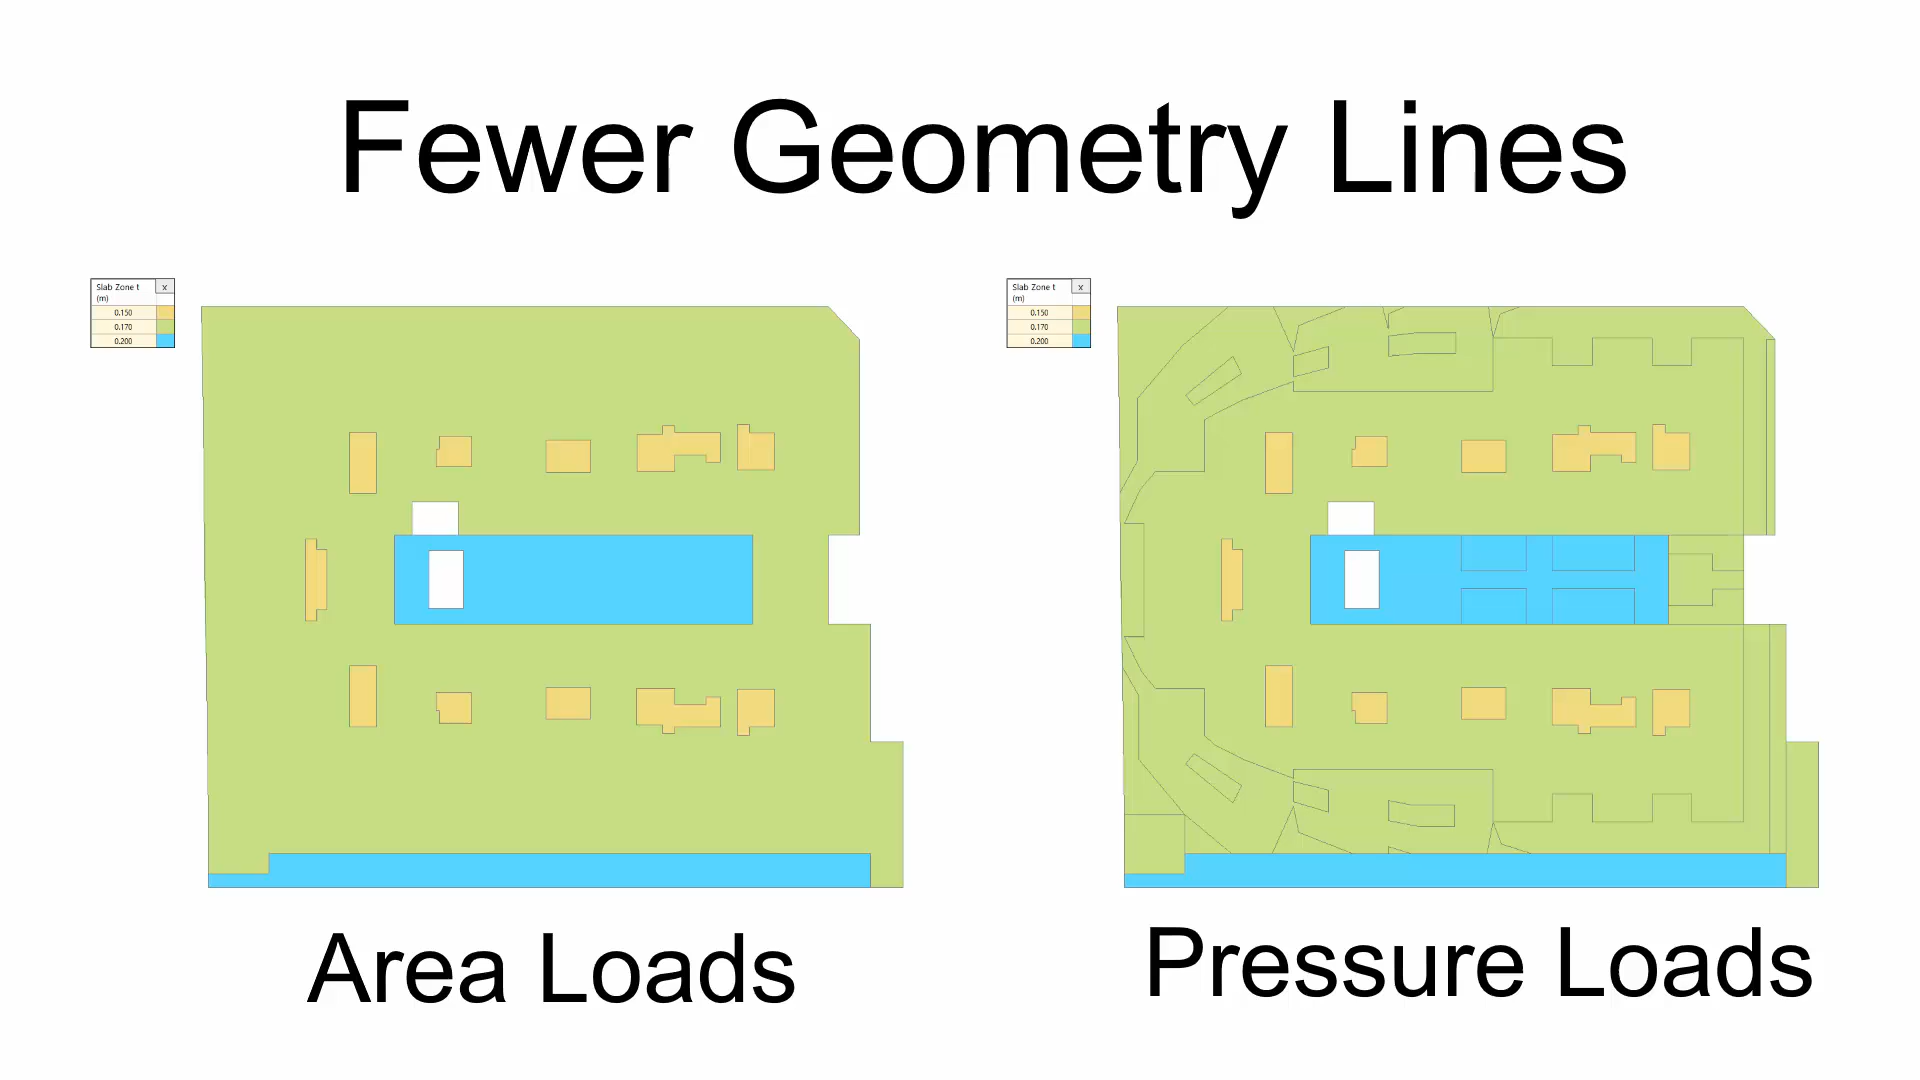 Fewer Geometry Lines
Slab Zone t x
(m)
0.150
0.170
0.200
Slab Zone t x
(m)
0.150
0.170
0.200
Area Loads
Pressure Loads